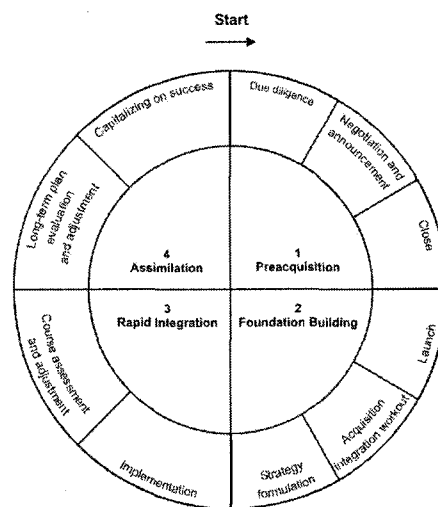 Start
Due diligence
Negotiation and
announcement
Close
Launch
Acquisition
integration workout
Strategy
formulation
Implementation
Course assessment
and adjustment
Long-term plan
evaluation
and adjustment
Capitalizing on success
1
Preacquisition
2
Foundation Building
3
Rapid Integration
4
Assimilation